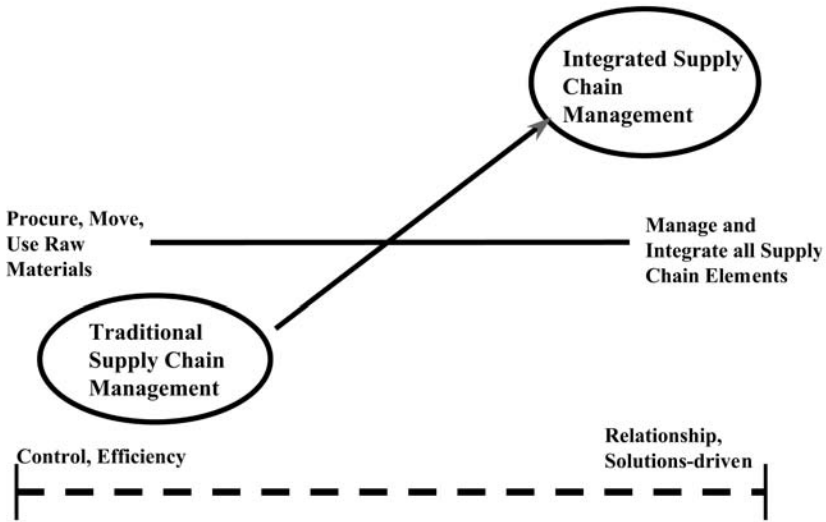 Integrated Supply
Chain
Management
Procure, Move,
Use Raw
Materials
Manage and
Integrate all Supply
Chain Elements
Traditional
Supply Chain
Management
Control, Efficiency
Relationship,
Solutions-driven